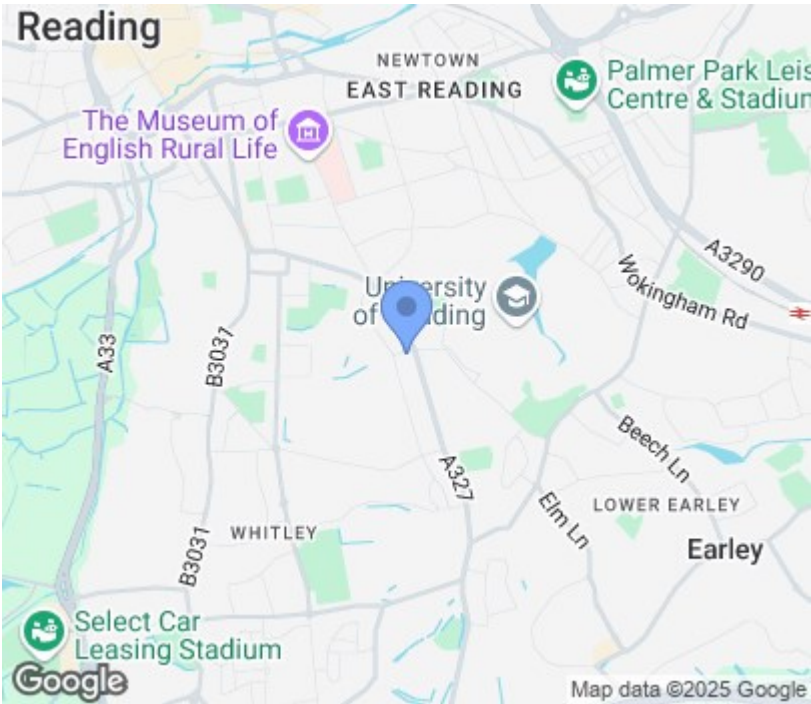 Reading
NEWTOWN
EAST READING
Palmer Park Leis
Centre & Stadium
The Museum of
English Rural Life
A3290
Wokingham Rd
University
of Reading
A33
B3031
Beech Ln
A327
Elm Ln
LOWER EARLEY
Earley
WHITLEY
B3031
Select Car
Leasing Stadium
Google
Map data ©2025 Google